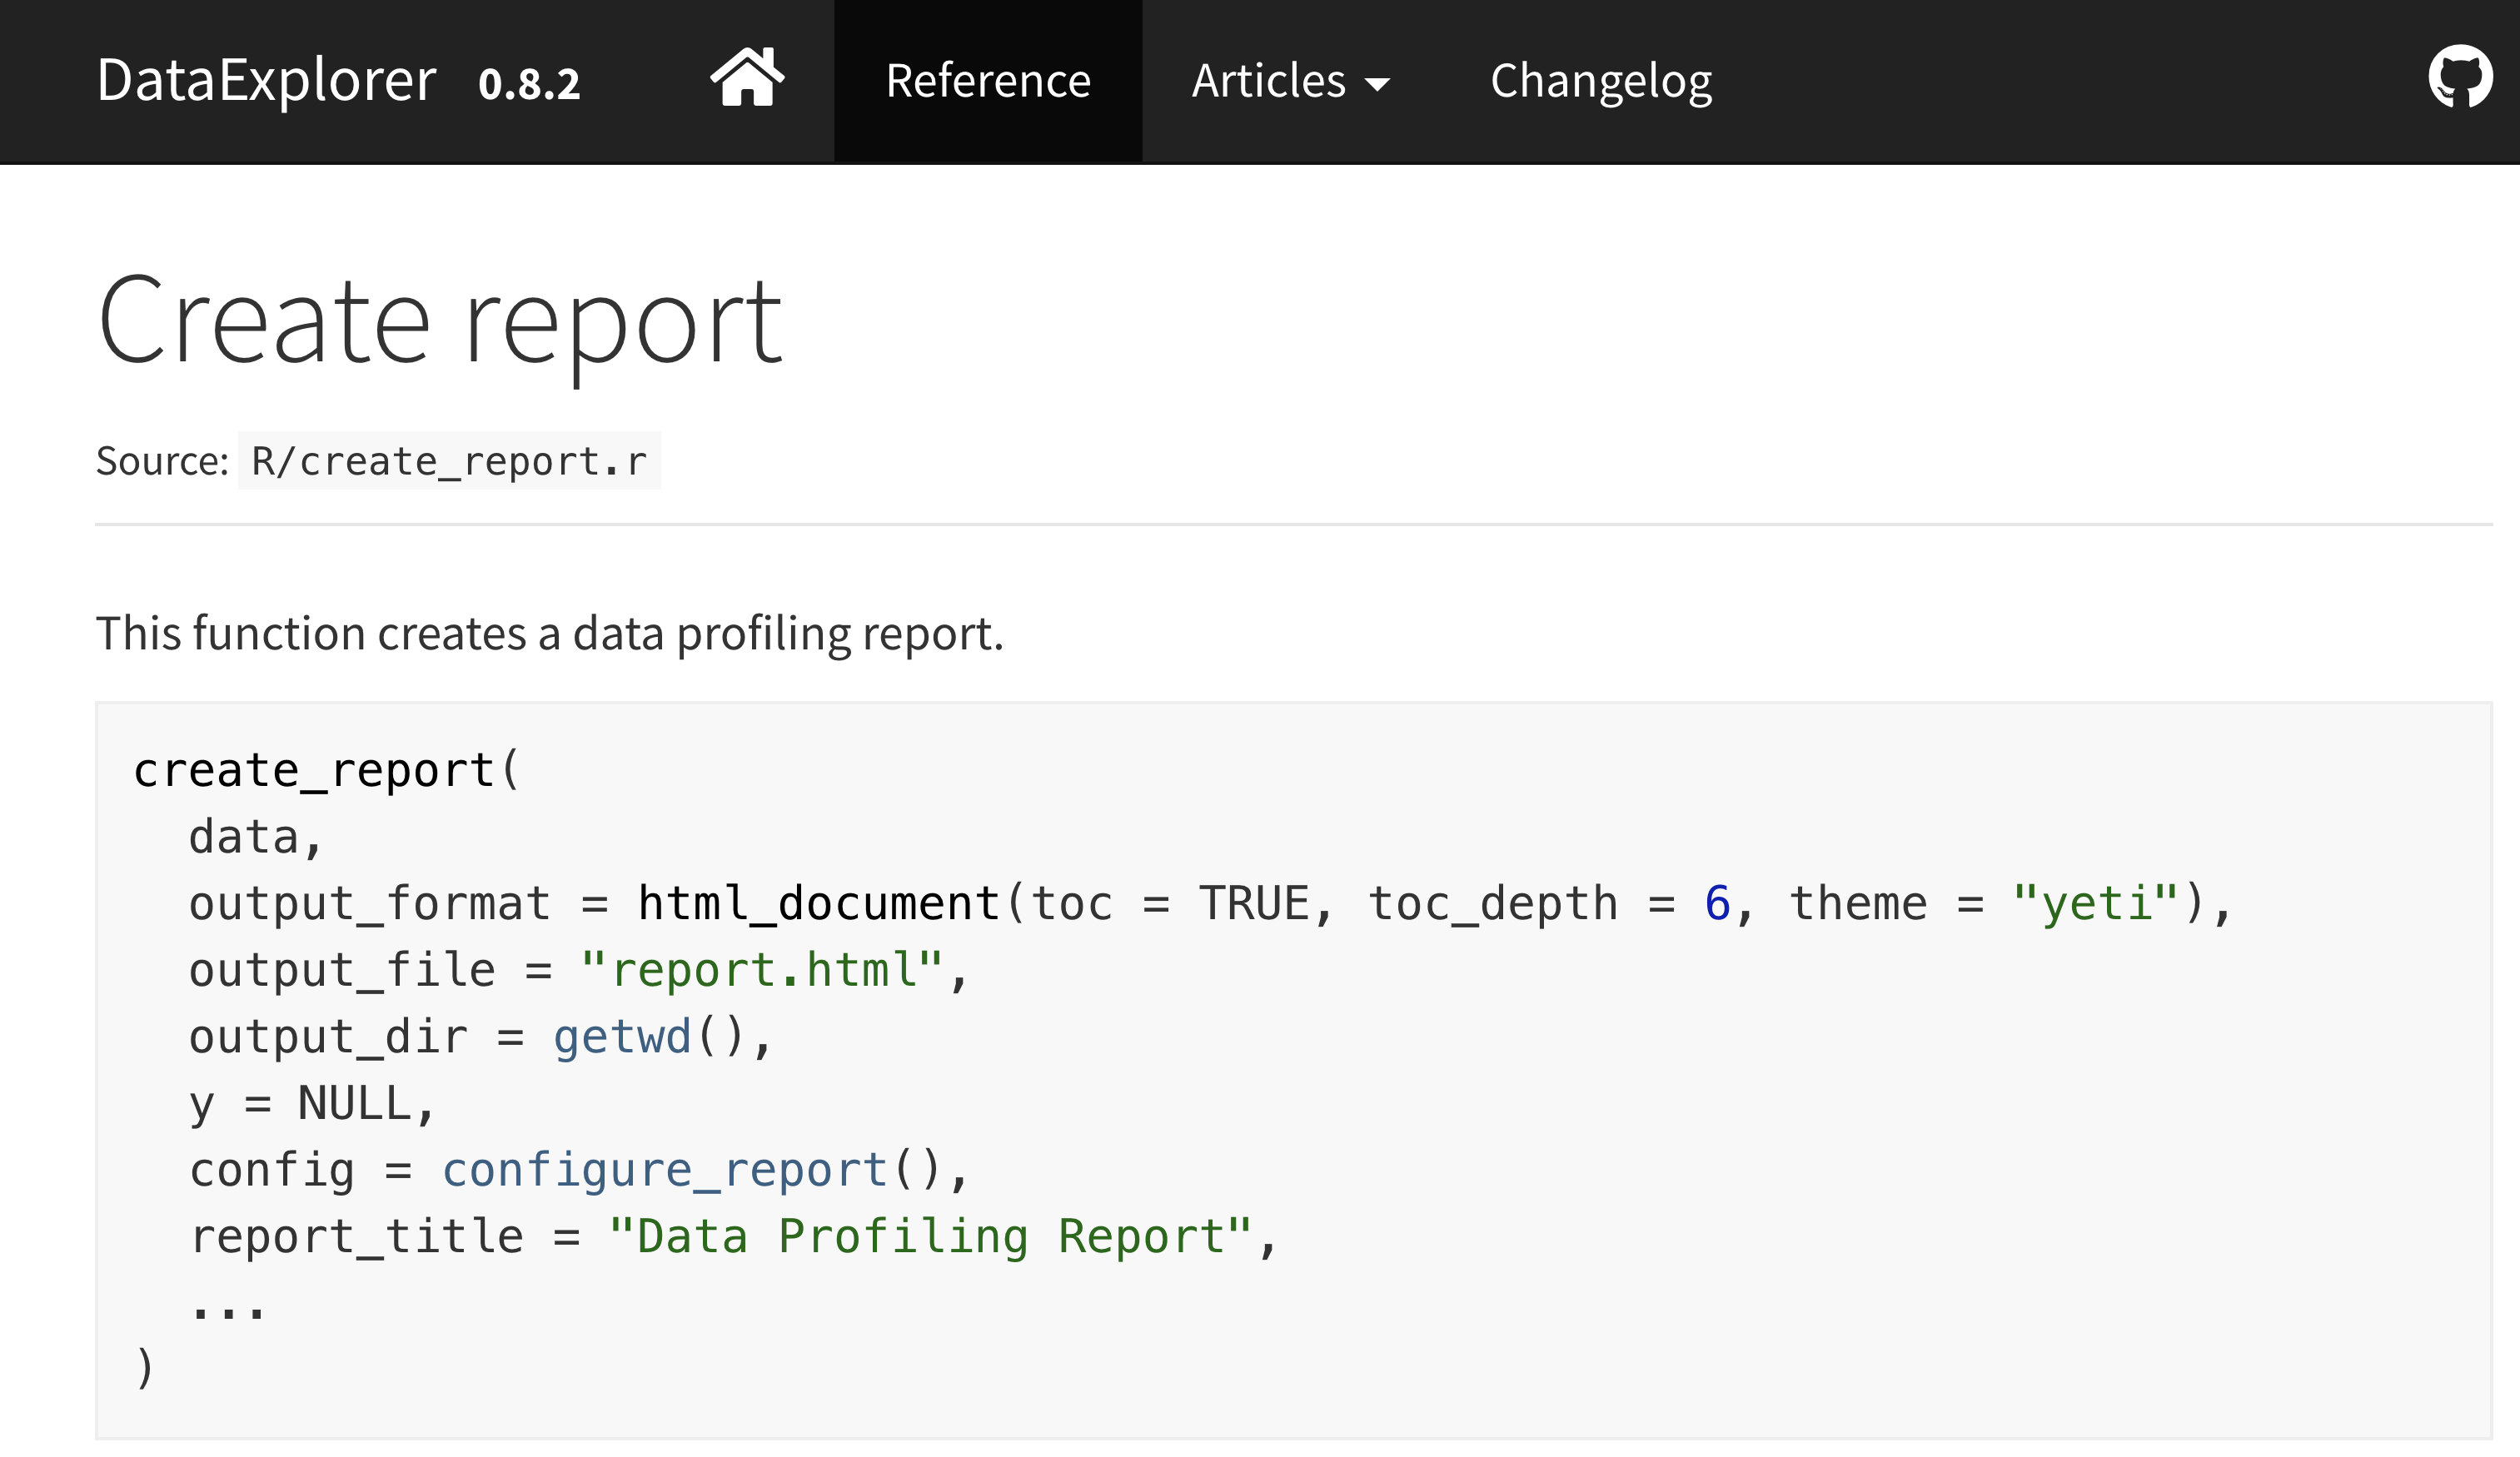 DataExplorer 0.8.2 Reference Articles Changelog
Create report
Source: R/create_report.r
This function creates a data profiling report.
create_report(
  data,
  output_format = html_document(toc = TRUE, toc_depth = 6, theme = "yeti"),
  output_file = "report.html",
  output_dir = getwd(),
  y = NULL,
  config = configure_report(),
  report_title = "Data Profiling Report",
  ...
)